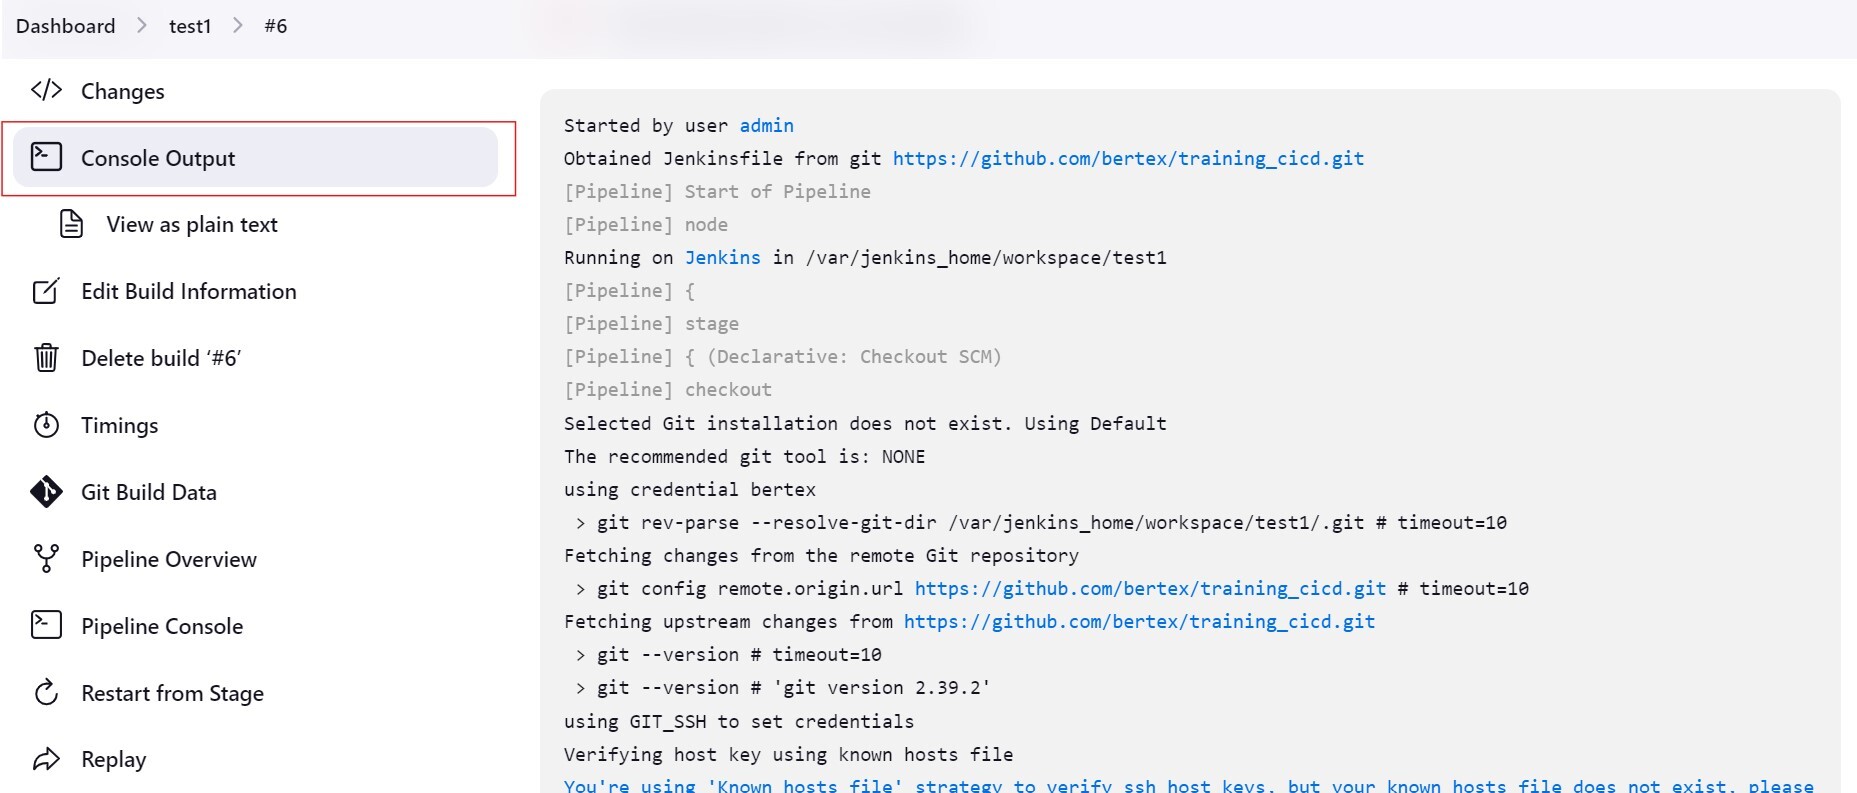 Dashboard > test1 > #6
Changes
Console Output
View as plain text
Edit Build Information
Delete build ‘#6’
Timings
Git Build Data
Pipeline Overview
Pipeline Console
Restart from Stage
Replay
Started by user admin
Obtained Jenkinsfile from git https://github.com/bertex/training_cicd.git
[Pipeline] Start of Pipeline
[Pipeline] node
Running on Jenkins in /var/jenkins_home/workspace/test1
[Pipeline] {
[Pipeline] stage
[Pipeline] { (Declarative: Checkout SCM)
[Pipeline] checkout
Selected Git installation does not exist. Using Default
The recommended git tool is: NONE
using credential bertex
> git rev-parse --resolve-git-dir /var/jenkins_home/workspace/test1/.git # timeout=10
Fetching changes from the remote Git repository
> git config remote.origin.url https://github.com/bertex/training_cicd.git # timeout=10
Fetching upstream changes from https://github.com/bertex/training_cicd.git
> git --version # timeout=10
> git --version # 'git version 2.39.2'
using GIT_SSH to set credentials
Verifying host key using known hosts file
You're using 'Known hosts file' strategy to verify ssh host keys, but your known_hosts file does not exist, please